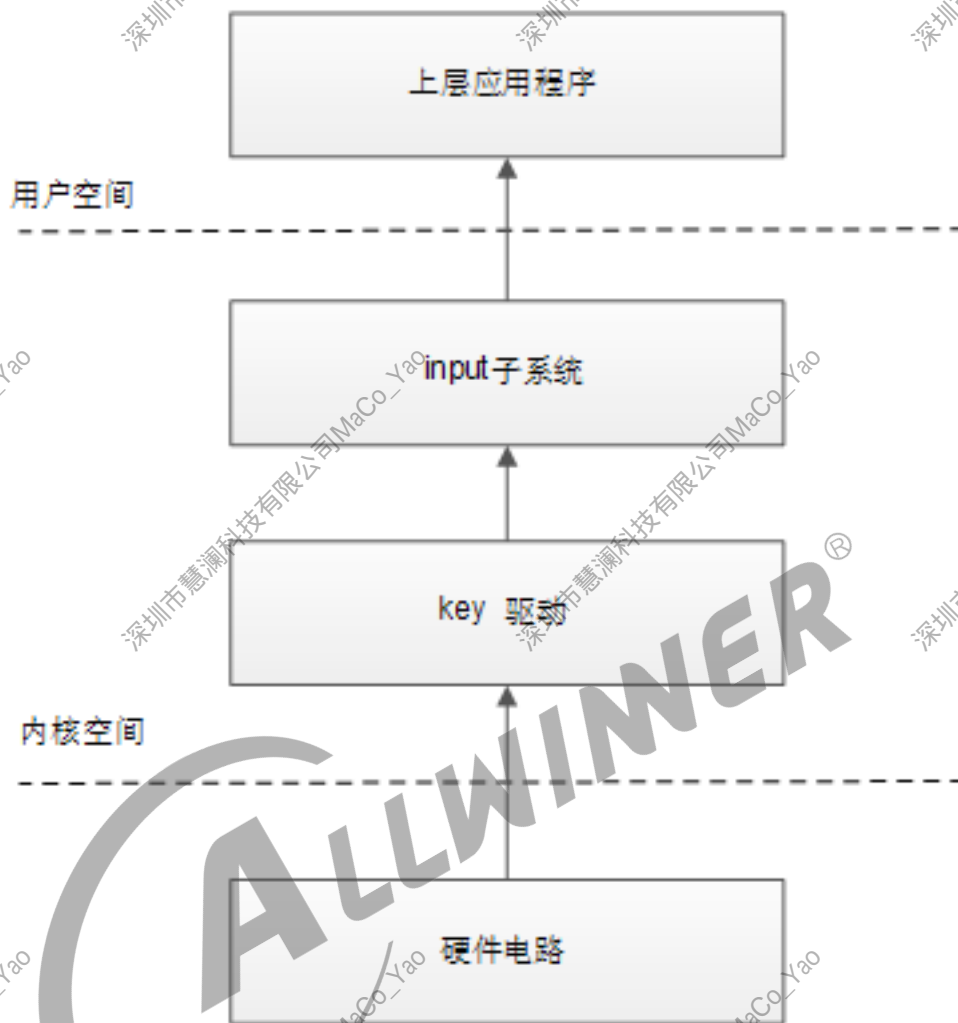 上层应用程序
用户空间
input子系统
key 驱动
内核空间
硬件电路
ALLWINNER®
深圳市慧澜科技有限公司MaCo_Yao
深圳市慧澜科技有限公司MaCo_Yao